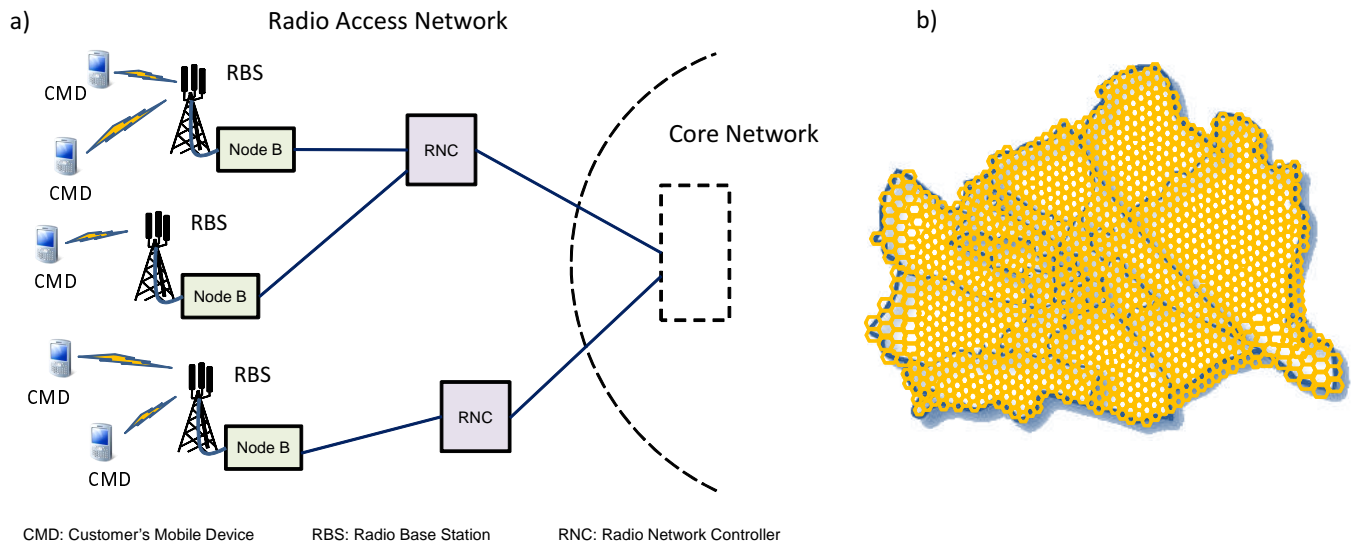 a)
Radio Access Network
b)
RBS
CMD
CMD
Node B
RNC
Core Network
RBS
CMD
Node B
RBS
CMD
RNC
Node B
CMD
CMD: Customer's Mobile Device
RBS: Radio Base Station
RNC: Radio Network Controller